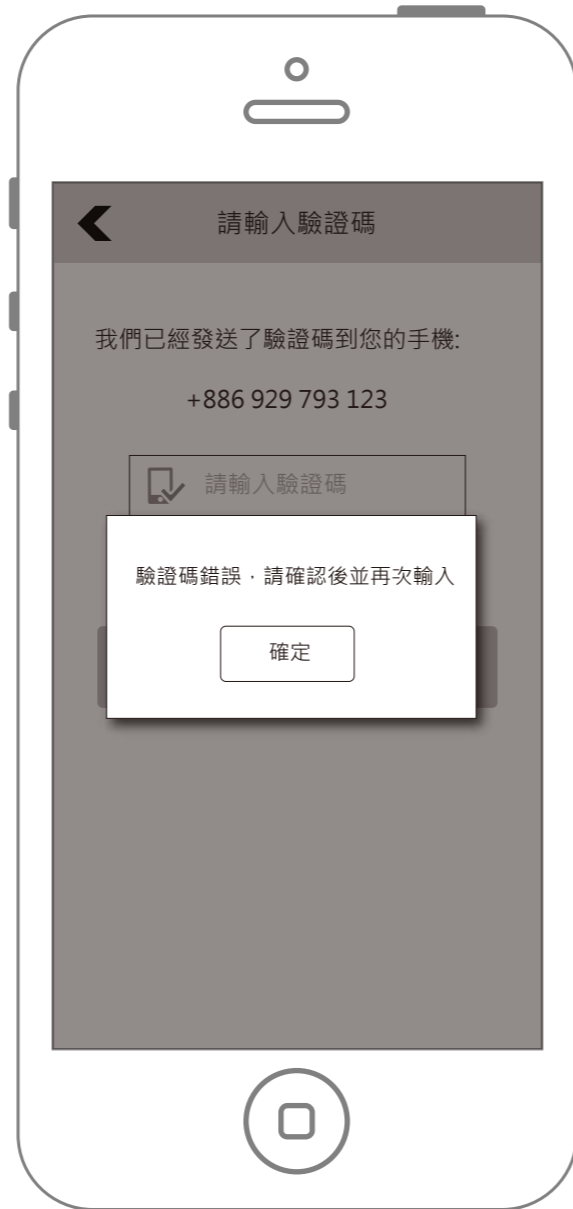 請輸入驗證碼
我們已經發送了驗證碼到您的手機:
+886 929 793 123
請輸入驗證碼
驗證碼錯誤，請確認後並再次輸入
確定